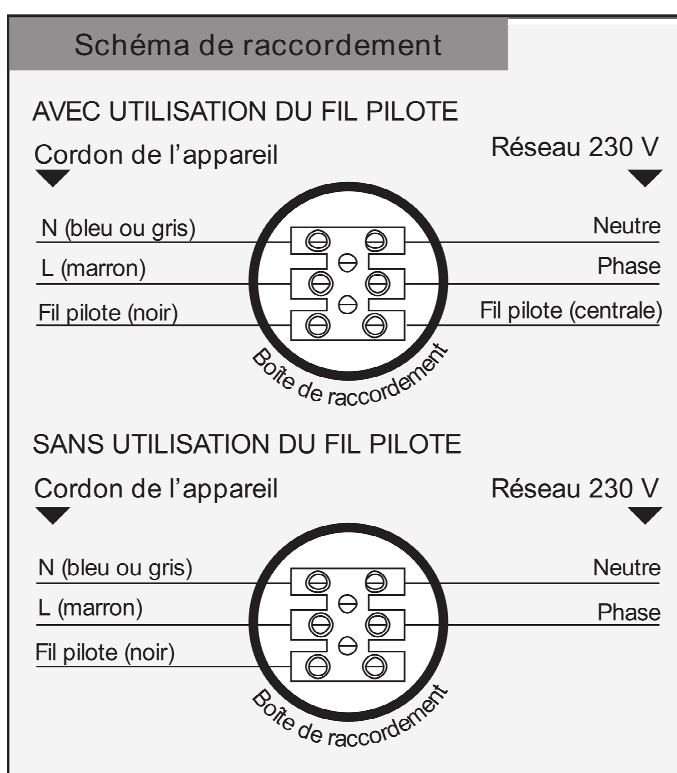 Schéma de raccordement
AVEC UTILISATION DU FIL PILOTE
Cordon de l'appareil
Réseau 230 V
N (bleu ou gris)
Neutre
L (marron)
Phase
Fil pilote (noir)
Fil pilote (centrale)
Boîte de raccordement
SANS UTILISATION DU FIL PILOTE
Cordon de l'appareil
Réseau 230 V
N (bleu ou gris)
Neutre
L (marron)
Phase
Fil pilote (noir)
Boîte de raccordement